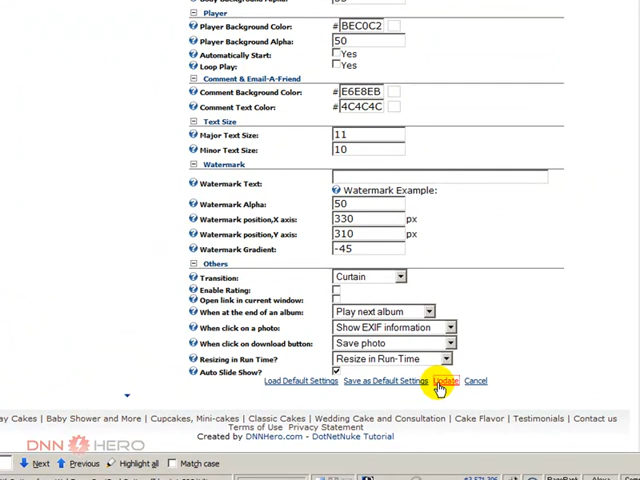 Player
Player Background Color: # BEC0C2
Player Background Alpha: 50
Automatically Start: Yes
Loop Play: Yes
Comment & Email-A-Friend
Comment Background Color: # E6E8EB
Comment Text Color: # 4C4C4C
Text Size
Major Text Size: 11
Minor Text Size: 10
Watermark
Watermark Text:
Watermark Example:
Watermark Alpha: 50
Watermark position,X axis: 330 px
Watermark position,Y axis: 310 px
Watermark Gradient: -45
Others
Transition: Curtain
Enable Rating:
Open link in current window:
When at the end of an album: Play next album
When click on a photo: Show EXIF information
When click on download button: Save photo
Resizing in Run Time? Resize in Run-Time
Auto Slide Show?
Load Default Settings Save as Default Settings Update Cancel
ay Cakes | Baby Shower and More | Cupcakes, Mini-cakes | Classic Cakes | Wedding Cake and Consultation | Cake Flavor | Testimonials | Contact us
Terms of Use Privacy Statement
Created by DNNHero.com - DotNetNuke Tutorial
DNN HERO
Next Previous Highlight all Match case